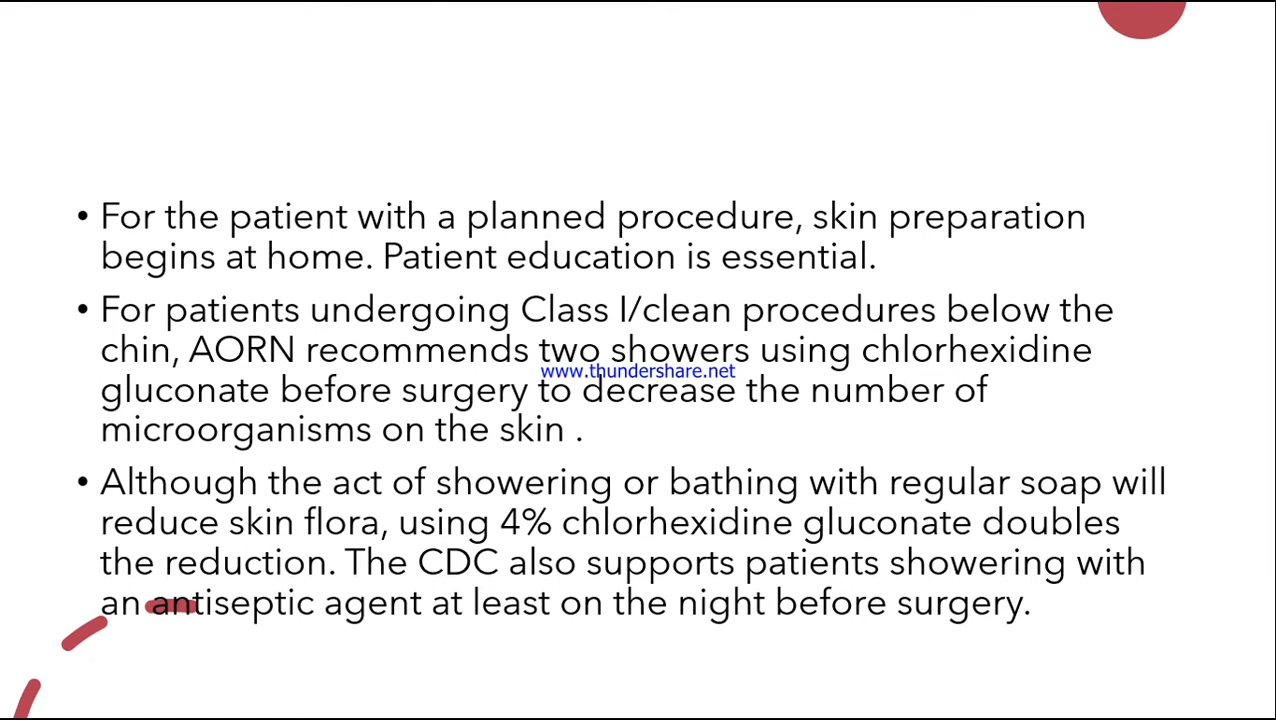 • For the patient with a planned procedure, skin preparation
begins at home. Patient education is essential.
• For patients undergoing Class I/clean procedures below the
chin, AORN recommends two showers using chlorhexidine
www.thundershare.net
gluconate before surgery to decrease the number of
microorganisms on the skin .
• Although the act of showering or bathing with regular soap will
reduce skin flora, using 4% chlorhexidine gluconate doubles
the reduction. The CDC also supports patients showering with
an antiseptic agent at least on the night before surgery.